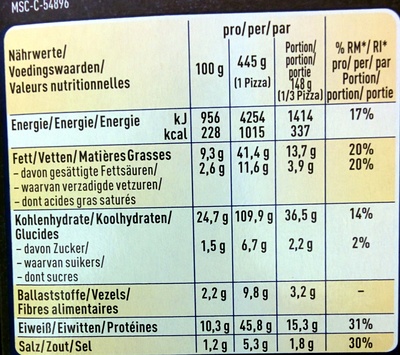 MSC-C-54896
pro/per/par
Nährwerte/
Voedingswaarden/
Valeurs nutritionnelles
100 g
445 g
(1 Pizza)
Portion/
portion/
portie
148 g
(1/3 Pizza)
% RM*/ RI*
pro/ per/ par
Portion/
portion/ portie
Energie/Energie/Energie kJ 956 4254 1414 17%
kcal 228 1015 337
Fett/Vetten/Matières Grasses 9,3 g 41,4 g 13,7 g 20%
- davon gesättigte Fettsäuren/ 2,6 g 11,6 g 3,9 g 20%
- waarvan verzadigde vetzuren/
- dont acides gras saturés
Kohlenhydrate/Koolhydraten/ 24,7 g 109,9 g 36,5 g 14%
Glucides
- davon Zucker/ 1,5 g 6,7 g 2,2 g 2%
- waarvan suikers/
- dont sucres
Ballaststoffe/Vezels/ 2,2 g 9,8 g 3,2 g –
Fibres alimentaires
Eiweiß/Eiwitten/Protéines 10,3 g 45,8 g 15,3 g 31%
Salz/Zout/Sel 1,2 g 5,3 g 1,8 g 30%